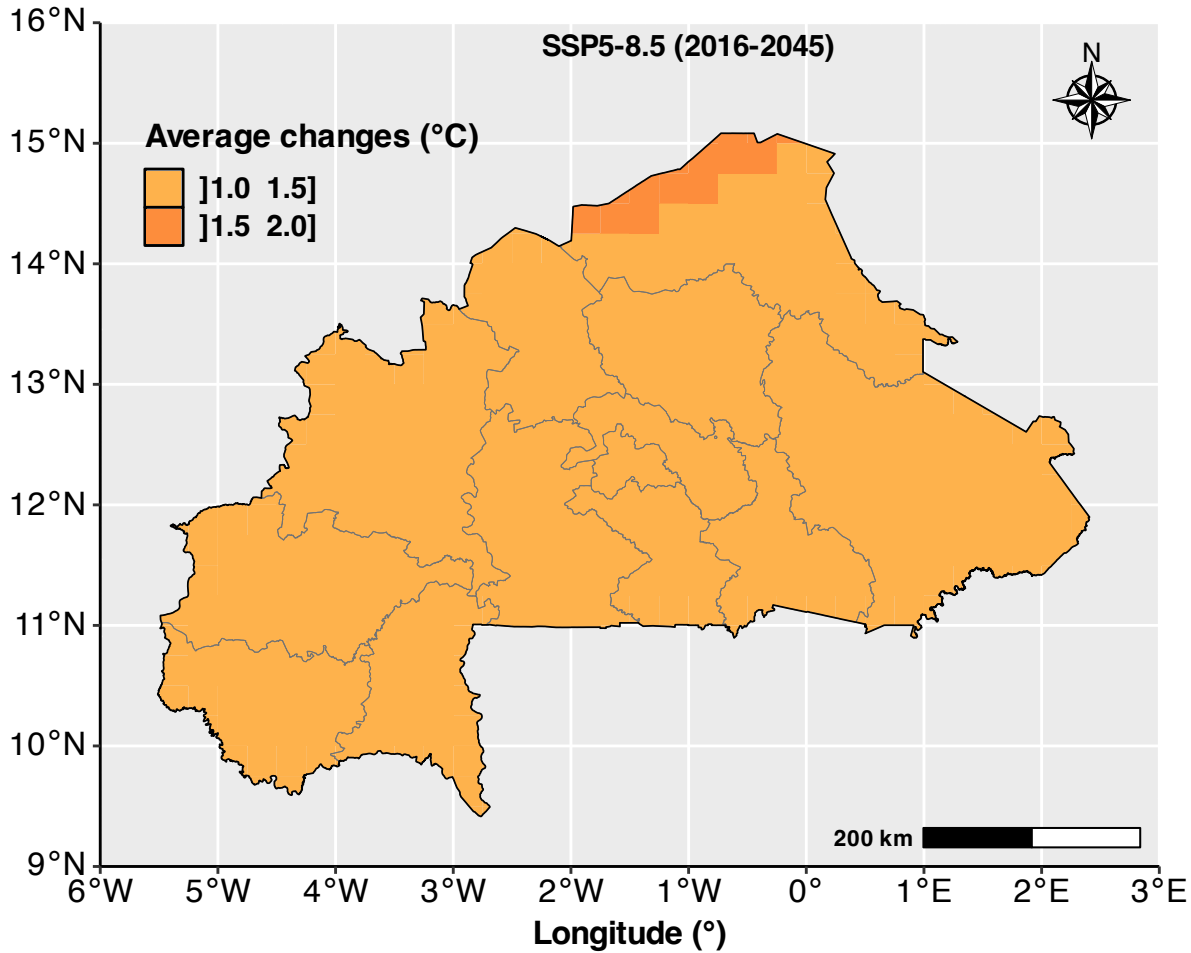 16°N
SSP5-8.5 (2016-2045)
N
Average changes (°C)
15°N
]1.0 1.5]
]1.5 2.0]
14°N
13°N
12°N
11°N
10°N
200 km
9°N
6°W 5°W 4°W 3°W 2°W 1°W 0° 1°E 2°E 3°E
Longitude (°)